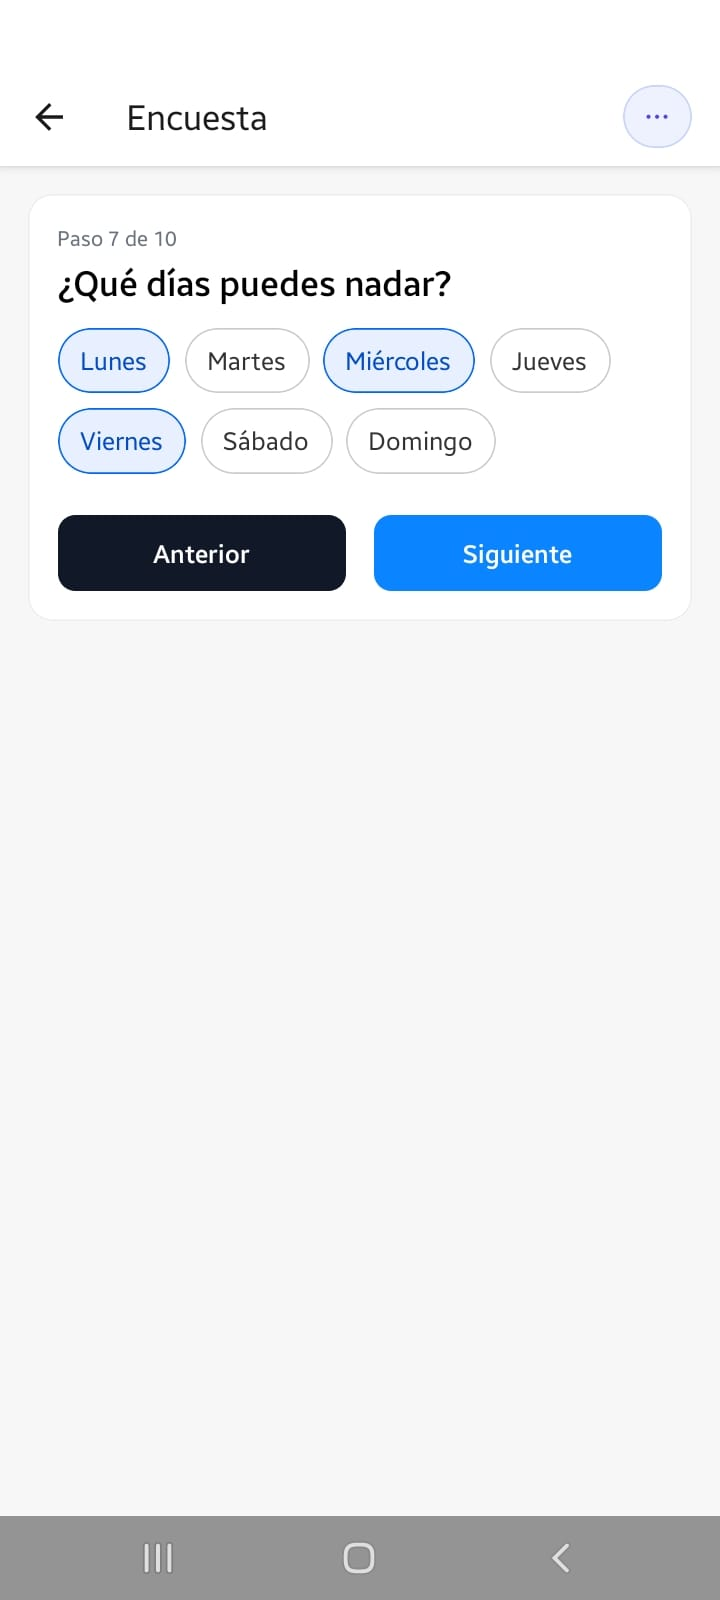 Encuesta
Paso 7 de 10
¿Qué días puedes nadar?
Lunes Martes Miércoles Jueves
Viernes Sábado Domingo
Anterior Siguiente